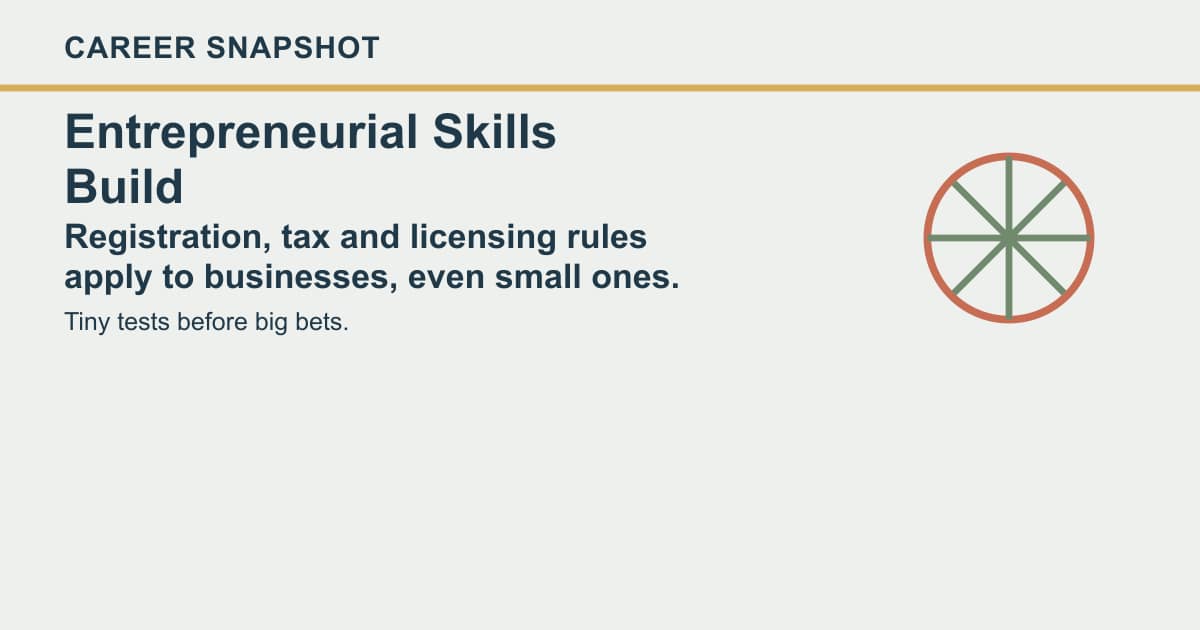 CAREER SNAPSHOT
Entrepreneurial Skills
Build
Registration, tax and licensing rules
apply to businesses, even small ones.
Tiny tests before big bets.